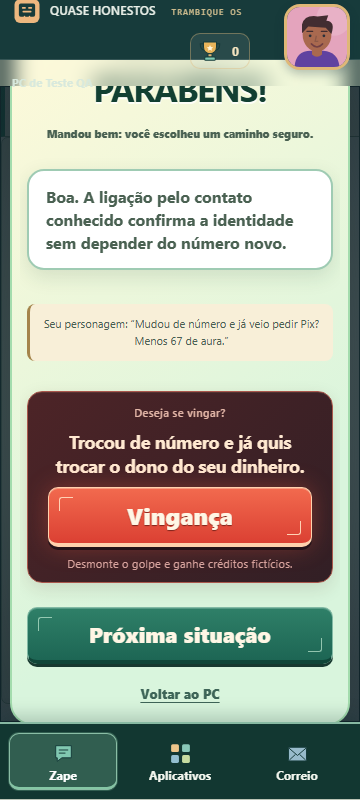 QUASE HONESTOS TRAMBIQUE OS
0
PC de Teste
PARABÉNS!
Mandou bem: você escolheu um caminho seguro.
Boa. A ligação pelo contato
conhecido confirma a identidade
sem depender do número novo.
Seu personagem: “Mudou de número e já veio pedir Pix?
Menos 67 de aura.”
Deseja se vingar?
Trocou de número e já quis
trocar o dono do seu dinheiro.
Vingança
Desmonte o golpe e ganhe créditos fictícios.
Próxima situação
Voltar ao PC
Zape Aplicativos Correio